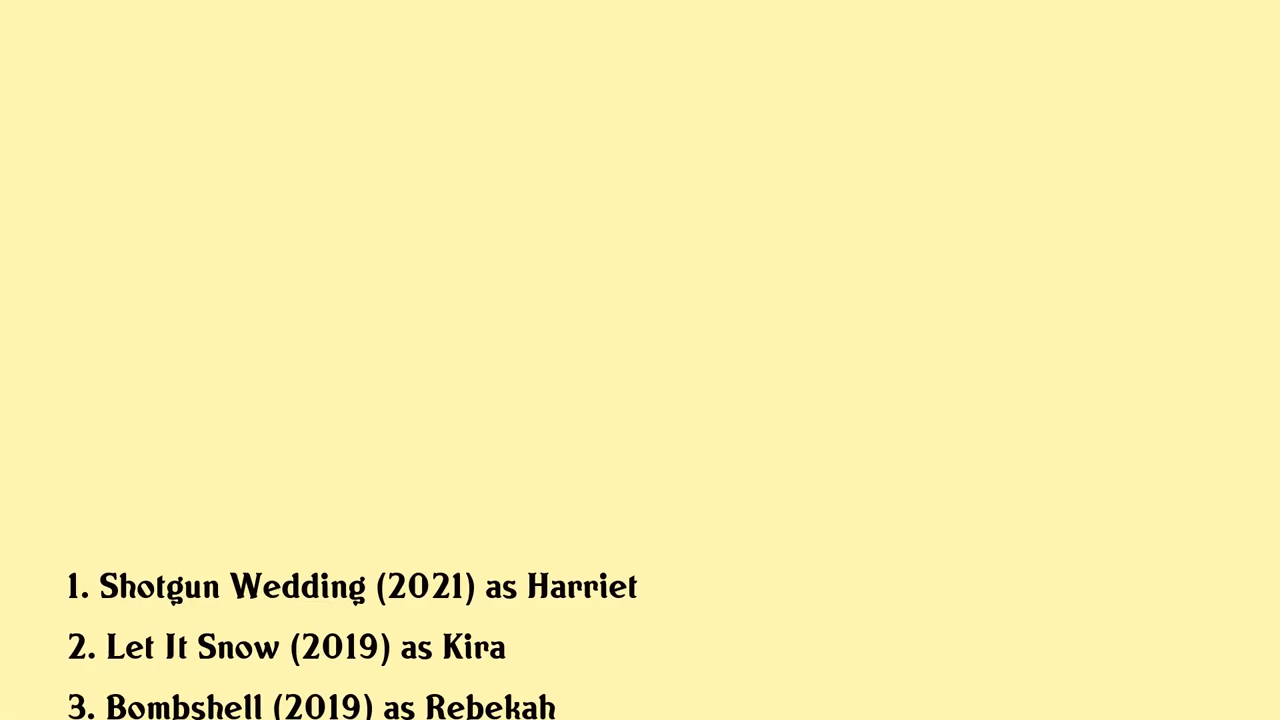 1. Shotgun Wedding (2021) as Harriet
2. Let It Snow (2019) as Kira
3. Bombshell (2019) as Rebekah